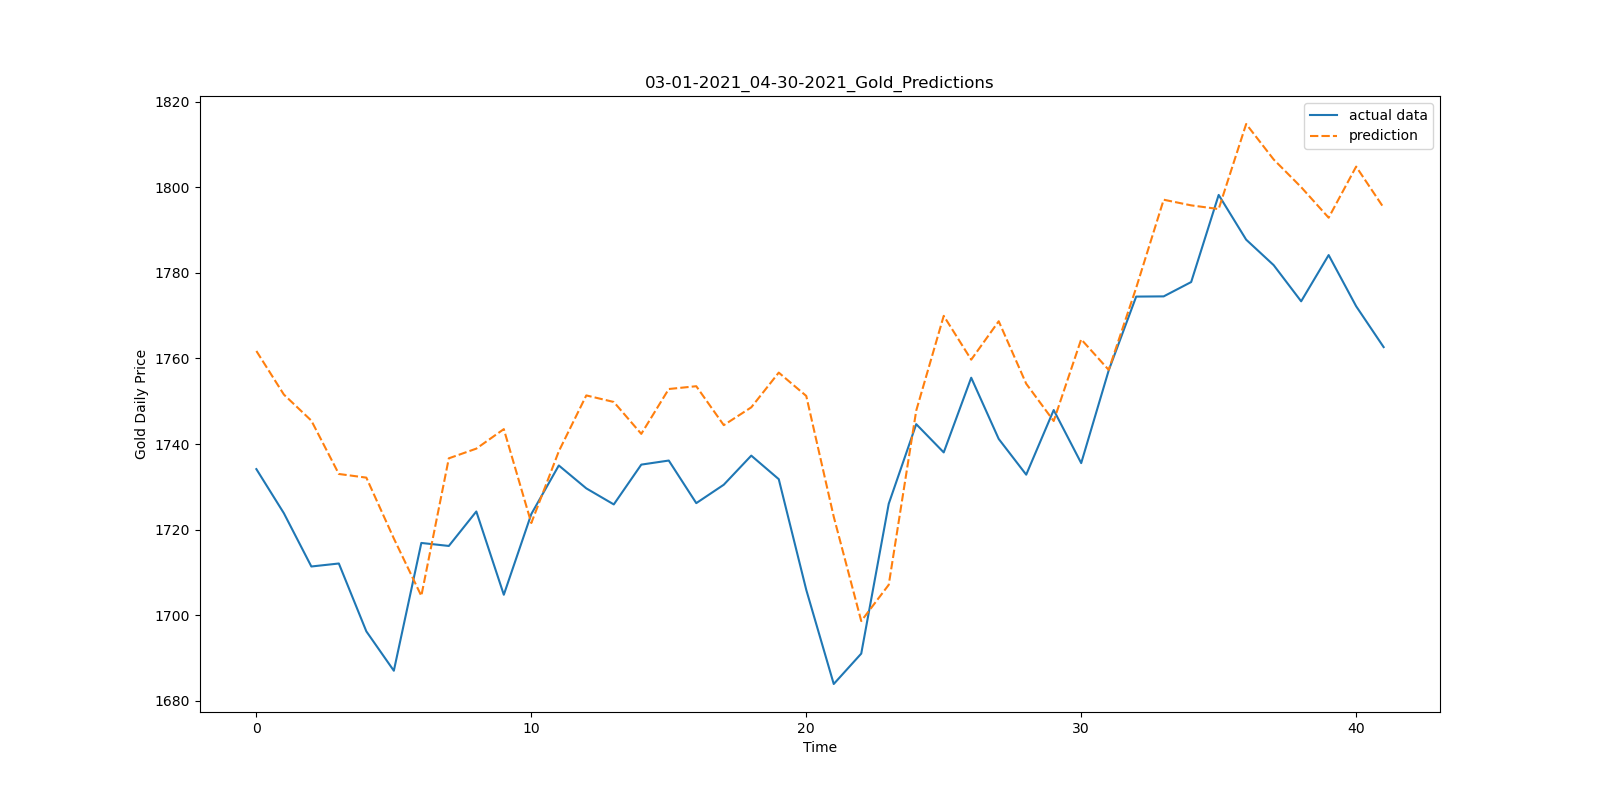 03-01-2021_04-30-2021_Gold_Predictions
actual data
prediction
Gold Daily Price
1820
1800
1780
1760
1740
1720
1700
1680
0 10 20 30 40
Time